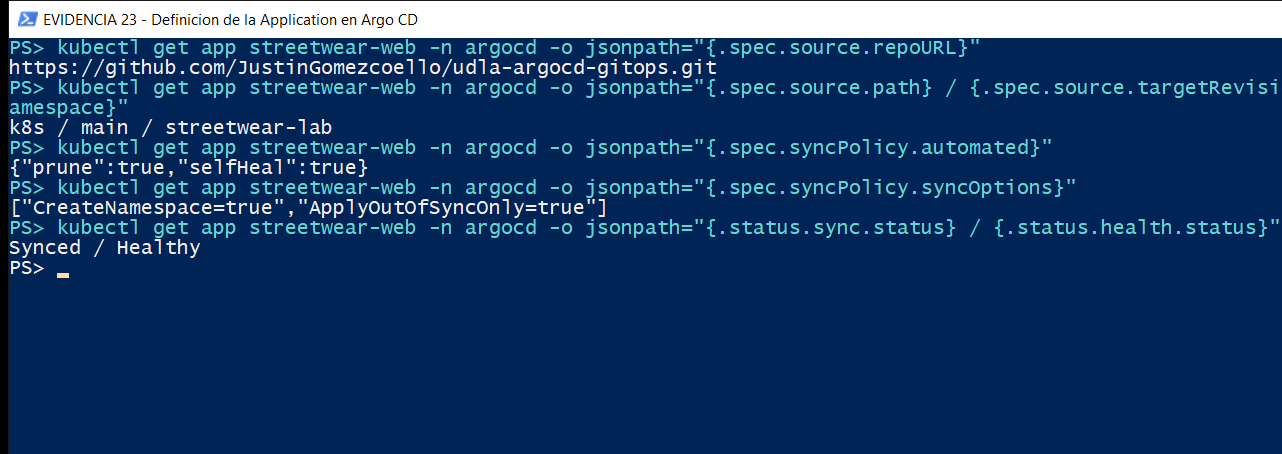 EVIDENCIA 23 - Definicion de la Application en Argo CD
PS> kubectl get app streetwear-web -n argocd -o jsonpath="{.spec.source.repoURL}"
https://github.com/JustinGomezcoello/udla-argocd-gitops.git
PS> kubectl get app streetwear-web -n argocd -o jsonpath="{.spec.source.path} / {.spec.source.targetRevisi
amespace}"
k8s / main / streetwear-lab
PS> kubectl get app streetwear-web -n argocd -o jsonpath="{.spec.syncPolicy.automated}"
{"prune":true,"selfHeal":true}
PS> kubectl get app streetwear-web -n argocd -o jsonpath="{.spec.syncPolicy.syncOptions}"
["CreateNamespace=true","ApplyOutOfSyncOnly=true"]
PS> kubectl get app streetwear-web -n argocd -o jsonpath="{.status.sync.status} / {.status.health.status}"
Synced / Healthy
PS>